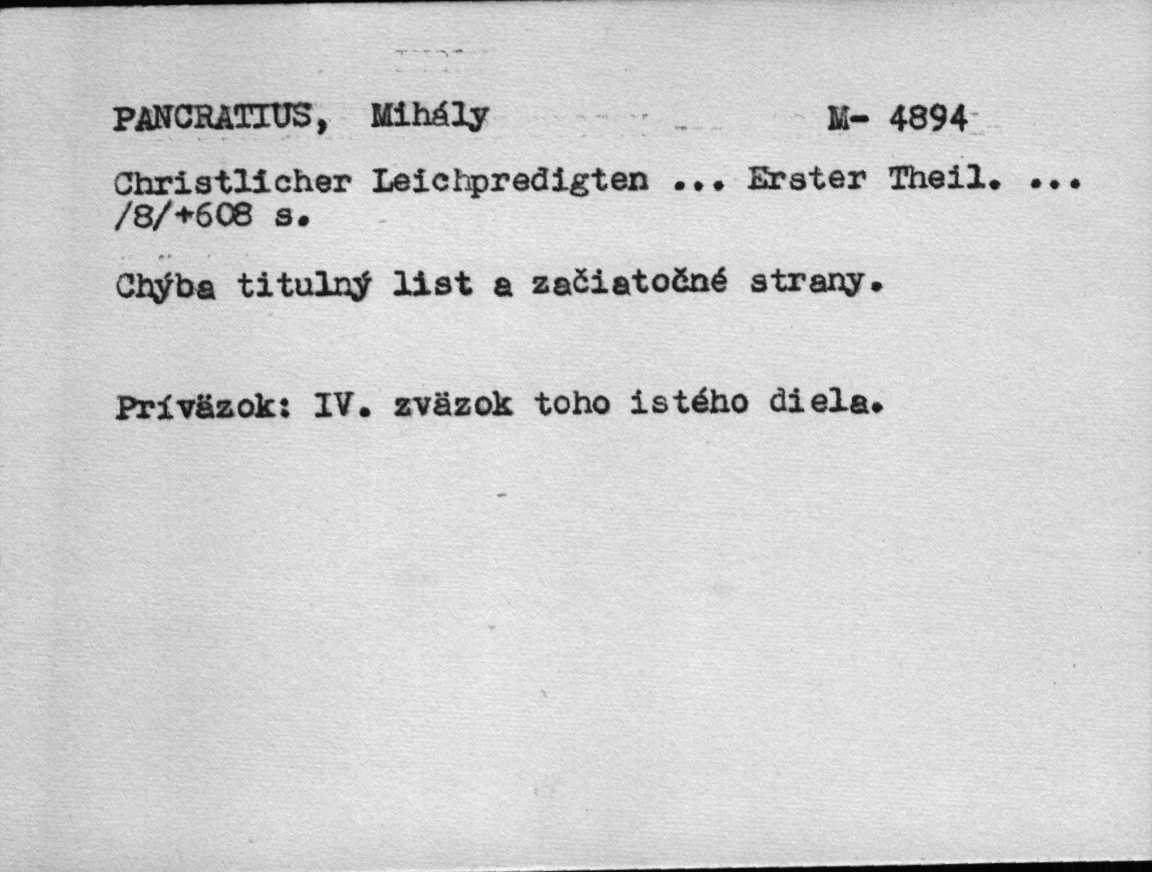 PANCRATIUS, Mihály M- 4894
Christlicher Leichpredigten ... Erster Theil. ...
/8/+608 s.
Chýba titulný list a začiatočné strany.
Príväzok: IV. zväzok toho istého diela.